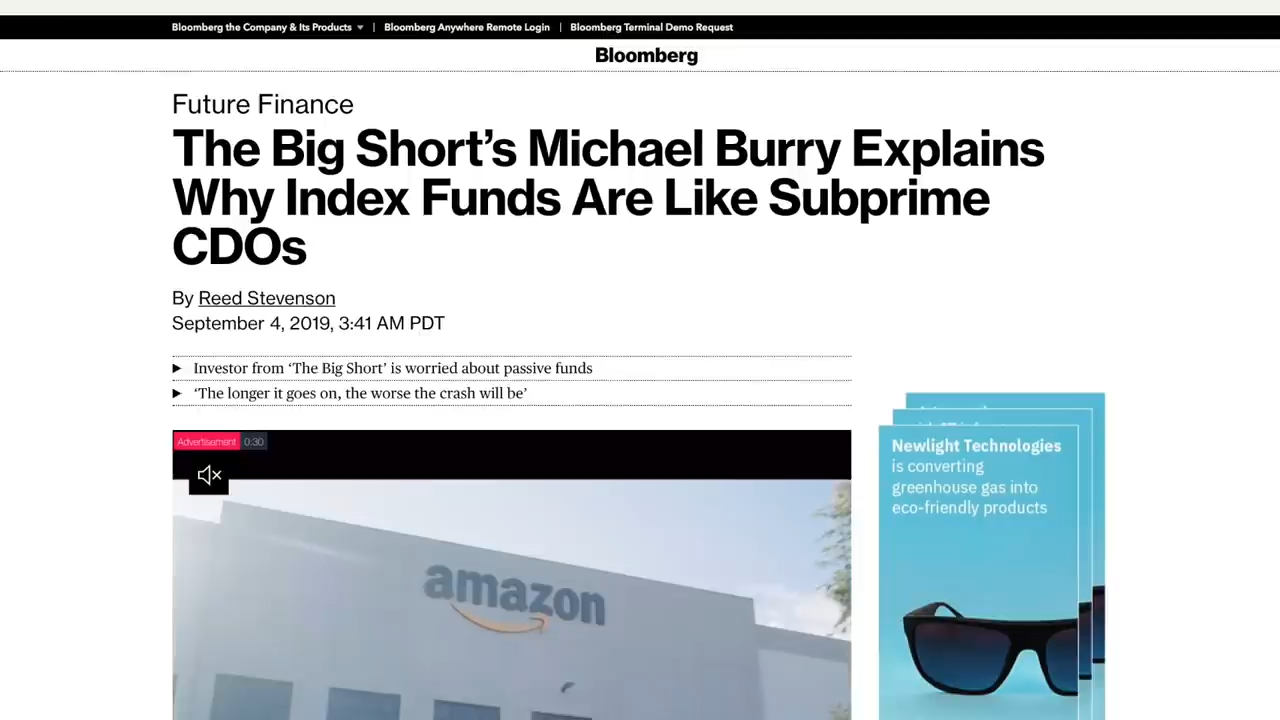 Bloomberg the Company & Its Products ▼ | Bloomberg Anywhere Remote Login | Bloomberg Terminal Demo Request
Bloomberg
Future Finance
The Big Short's Michael Burry Explains
Why Index Funds Are Like Subprime
CDOs
By Reed Stevenson
September 4, 2019, 3:41 AM PDT
▶ Investor from ‘The Big Short’ is worried about passive funds
▶ ‘The longer it goes on, the worse the crash will be’
Advertisement 0:30
amazon
Newlight Technologies
is converting
greenhouse gas into
eco-friendly products